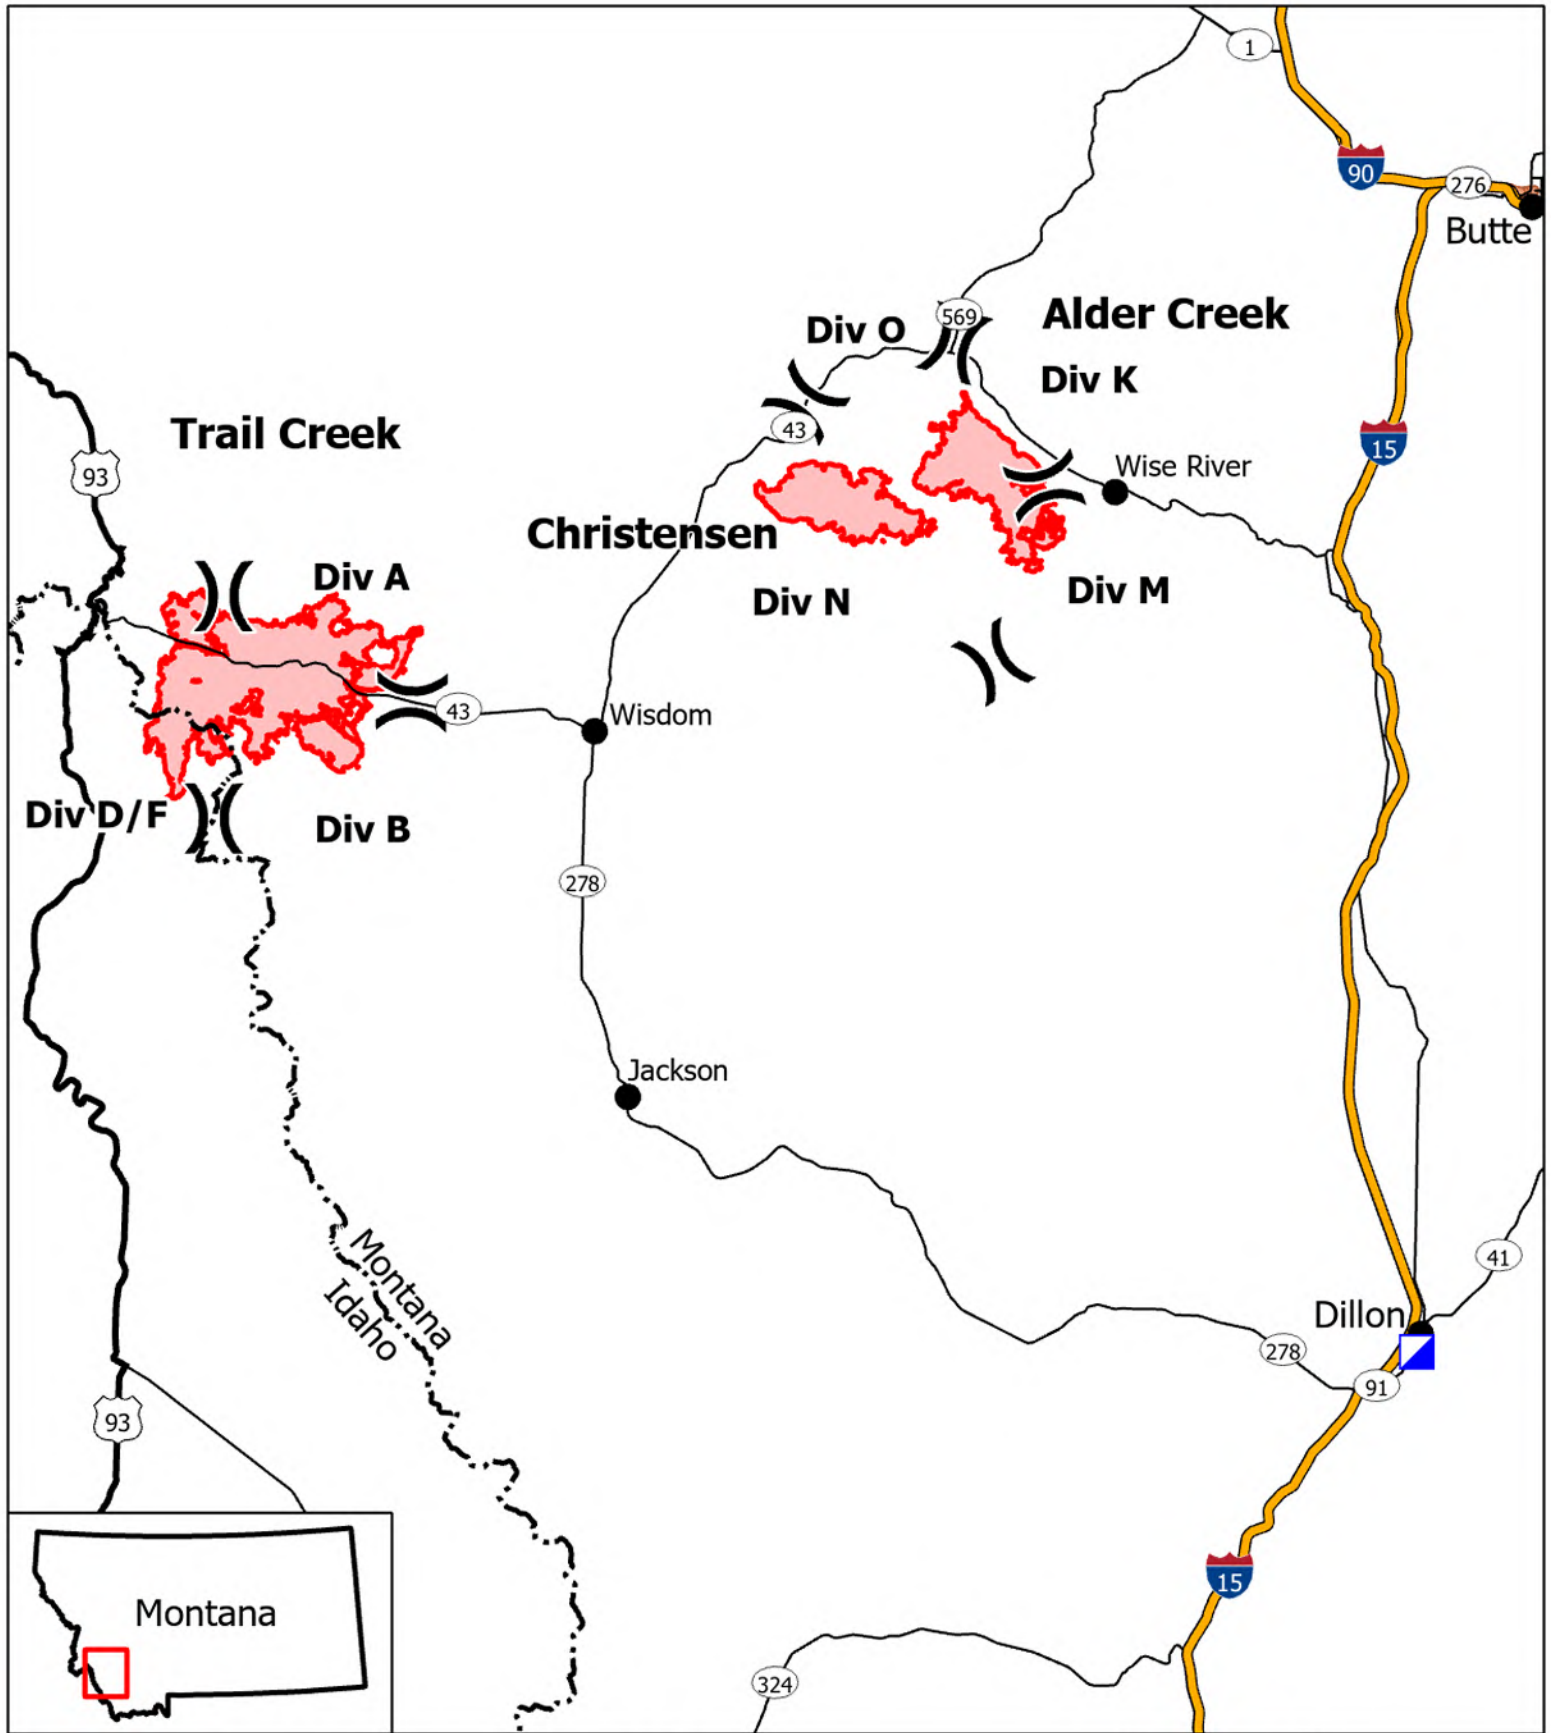 1
90
276
Butte
569
Alder Creek
Div O
Div K
Trail Creek
43
15
93
Wise River
Christensen
Div A
Div N
Div M
43
Wisdom
Div D/F
Div B
278
Jackson
Montana
Idaho
41
Dillon
278
91
93
15
Montana
324